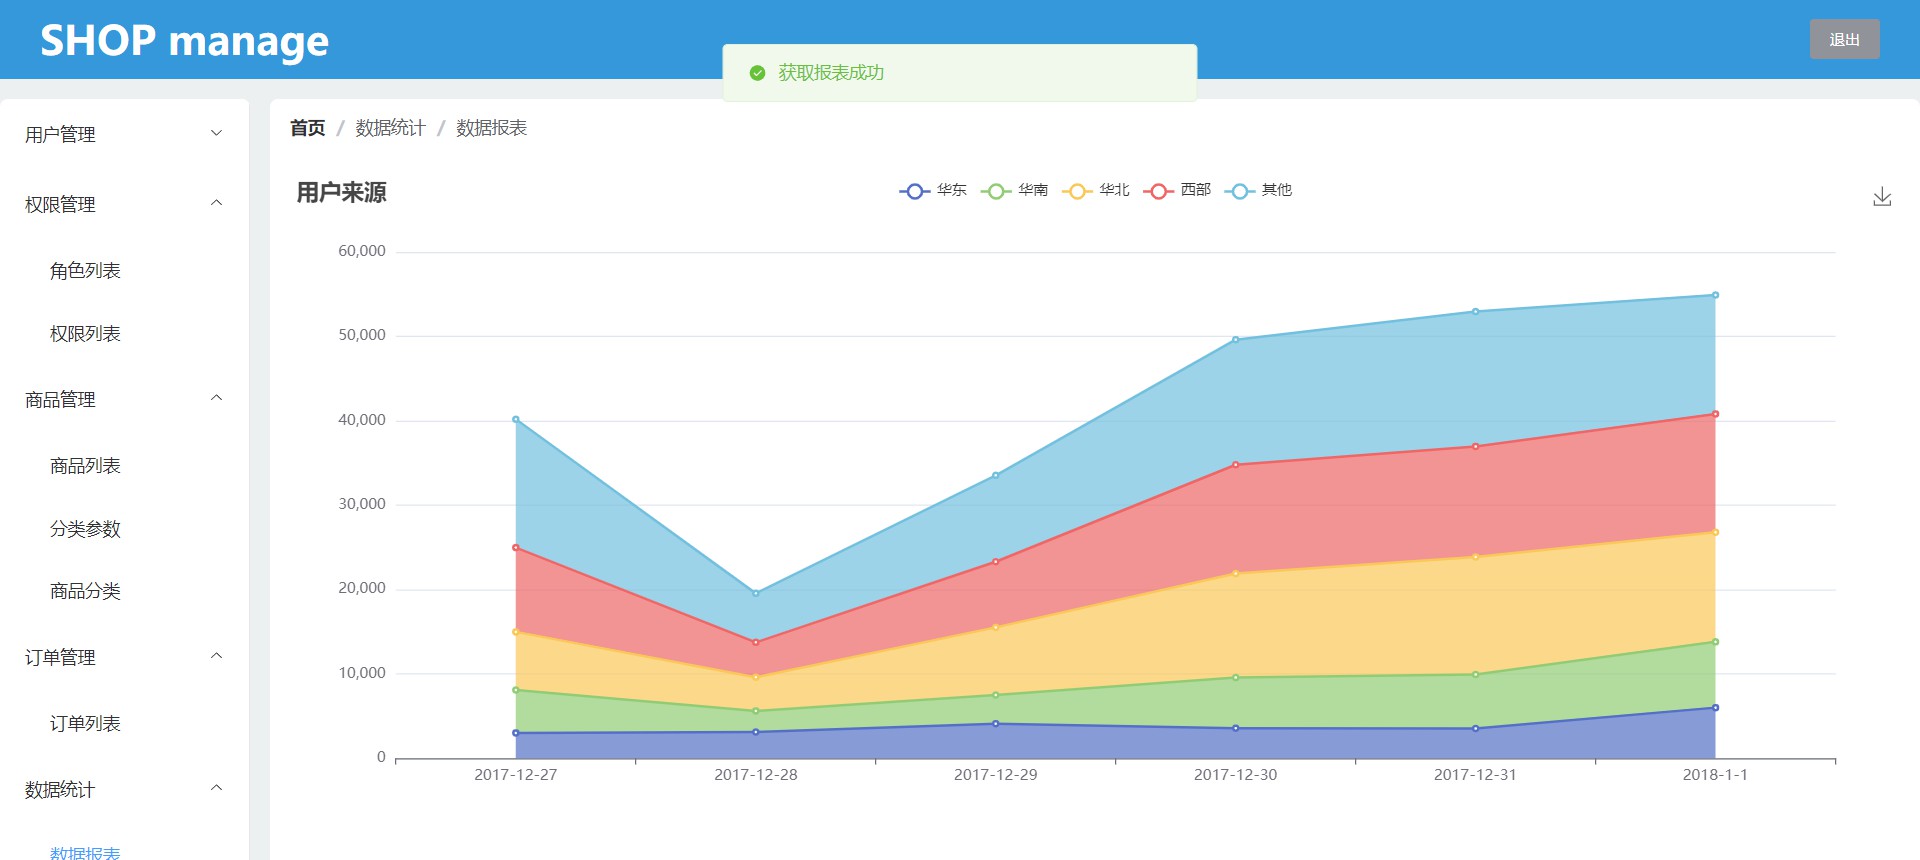 SHOP manage
退出
获取报表成功
用户管理
权限管理
角色列表
权限列表
商品管理
商品列表
分类参数
商品分类
订单管理
订单列表
数据统计
数据报表
首页 / 数据统计 / 数据报表
用户来源
华东 华南 华北 西部 其他
60,000
50,000
40,000
30,000
20,000
10,000
0
2017-12-27 2017-12-28 2017-12-29 2017-12-30 2017-12-31 2018-1-1